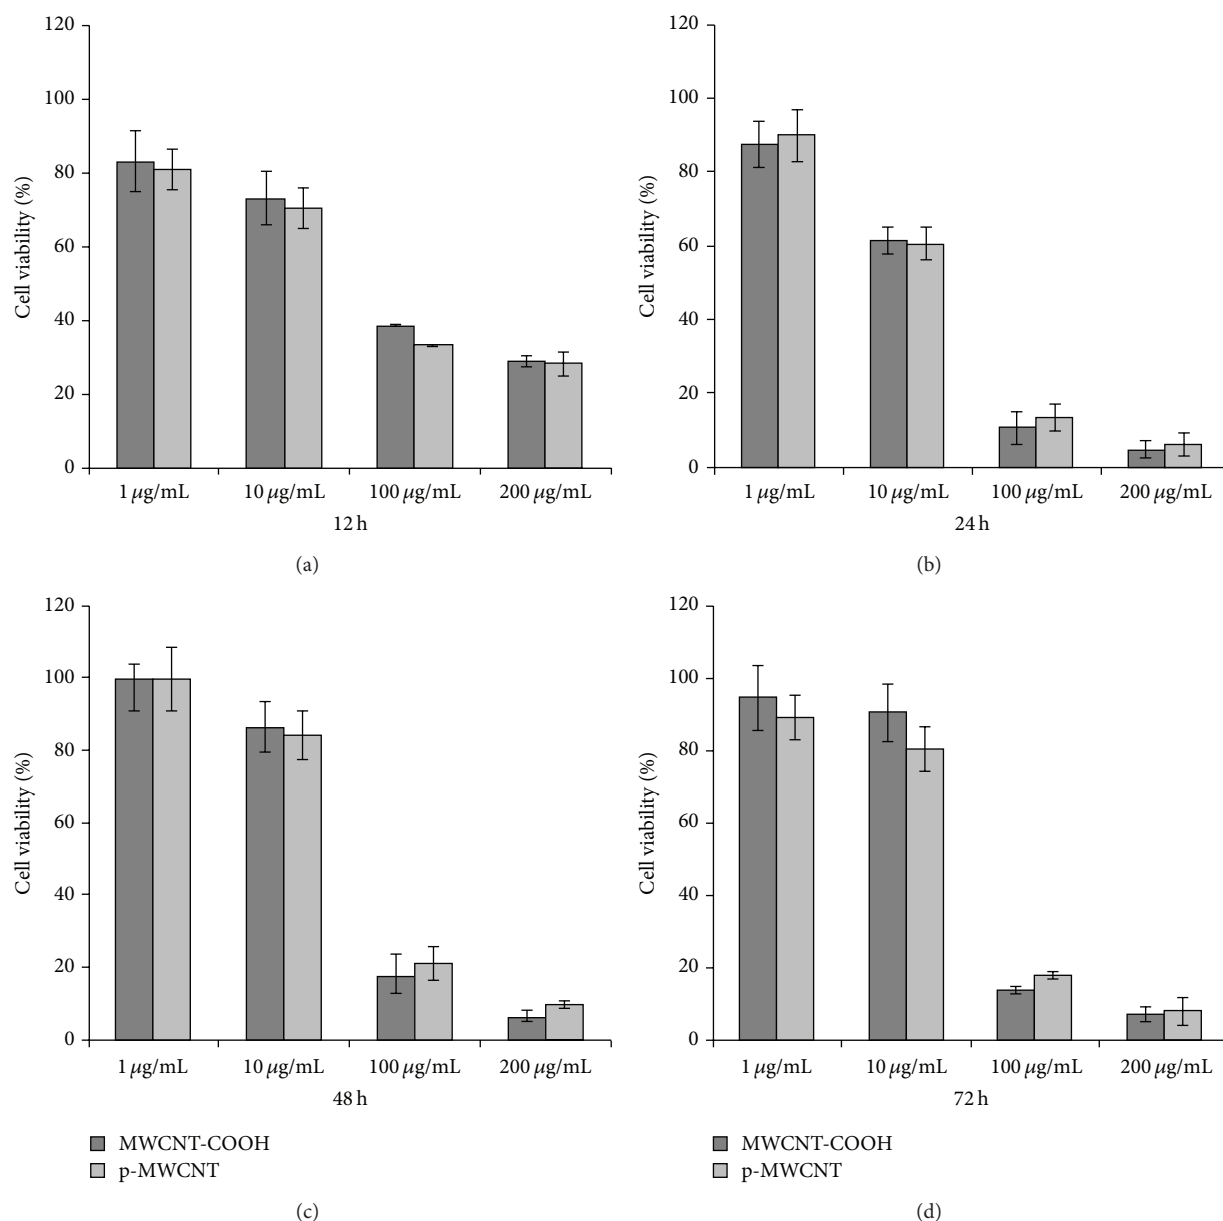 120
100
80
60
40
20
0
Cell viability (%)
1 μg/mL 10 μg/mL 100 μg/mL 200 μg/mL
12 h
(a)
120
100
80
60
40
20
0
Cell viability (%)
1 μg/mL 10 μg/mL 100 μg/mL 200 μg/mL
24 h
(b)
120
100
80
60
40
20
0
Cell viability (%)
1 μg/mL 10 μg/mL 100 μg/mL 200 μg/mL
48 h
MWCNT-COOH
p-MWCNT
(c)
120
100
80
60
40
20
0
Cell viability (%)
1 μg/mL 10 μg/mL 100 μg/mL 200 μg/mL
72 h
MWCNT-COOH
p-MWCNT
(d)